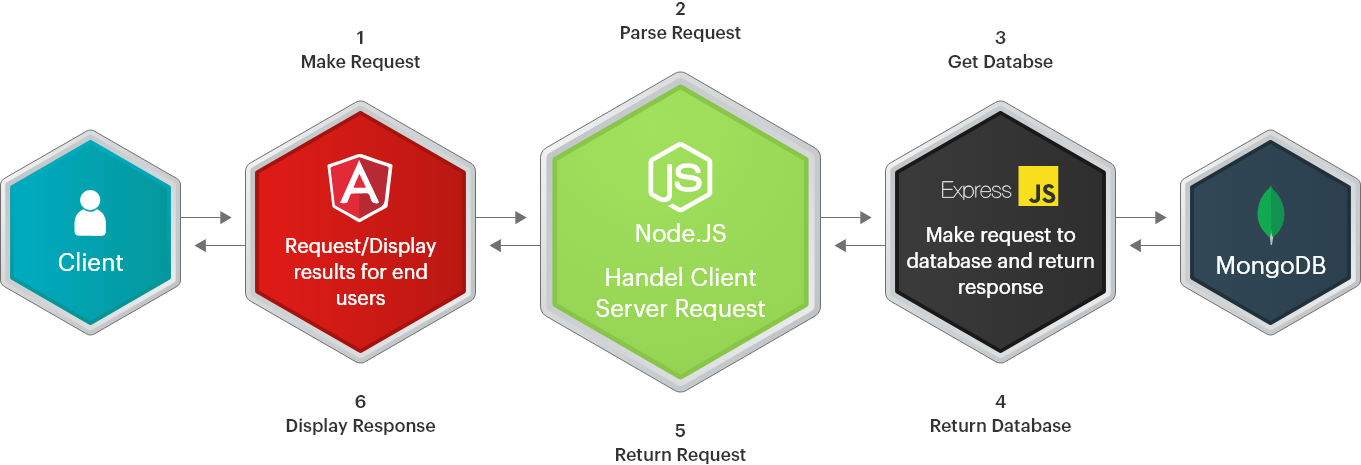 1
Make Request
2
Parse Request
3
Get Databse
Client
A
Request/Display
results for end
users
JS
Node.JS
Handel Client
Server Request
Express JS
Make request to
database and return
response
MongoDB
6
Display Response
5
Return Request
4
Return Database